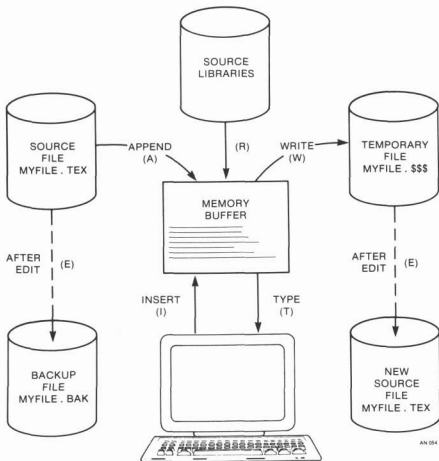 SOURCE
LIBRARIES
SOURCE
FILE
MYFILE . TEX
APPEND
(A)
(R)
WRITE
(W)
TEMPORARY
FILE
MYFILE . $$$
MEMORY
BUFFER
AFTER
EDIT
(E)
INSERT
(I)
TYPE
(T)
AFTER
EDIT
(E)
BACKUP
FILE
MYFILE . BAK
NEW
SOURCE
FILE
MYFILE . TEX
AN 054